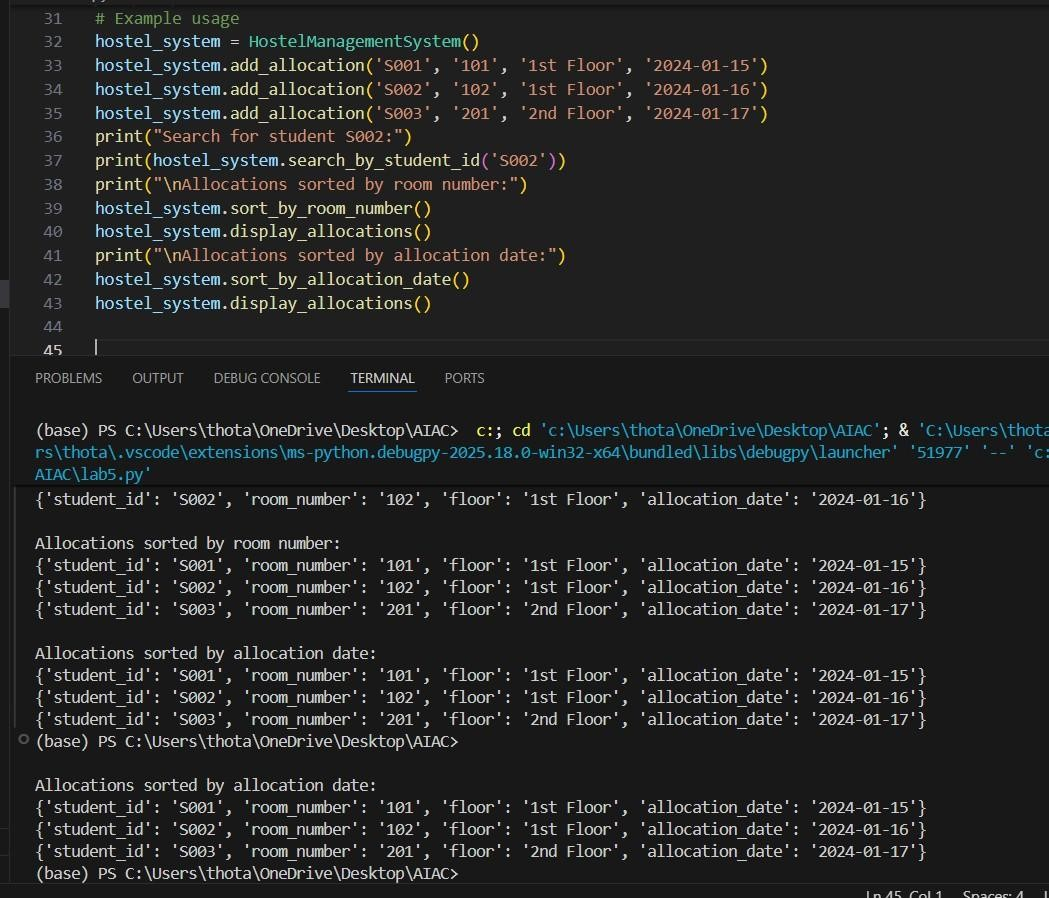 31 # Example usage
32 hostel_system = HostelManagementSystem()
33 hostel_system.add_allocation('S001', '101', '1st Floor', '2024-01-15')
34 hostel_system.add_allocation('S002', '102', '1st Floor', '2024-01-16')
35 hostel_system.add_allocation('S003', '201', '2nd Floor', '2024-01-17')
36 print("Search for student S002:")
37 print(hostel_system.search_by_student_id('S002'))
38 print("\nAllocations sorted by room number:")
39 hostel_system.sort_by_room_number()
40 hostel_system.display_allocations()
41 print("\nAllocations sorted by allocation date:")
42 hostel_system.sort_by_allocation_date()
43 hostel_system.display_allocations()
44
45
PROBLEMS OUTPUT DEBUG CONSOLE TERMINAL PORTS
(base) PS C:\Users\thota\OneDrive\Desktop\AIAC> c:; cd 'c:\Users\thota\OneDrive\Desktop\AIAC'; & 'C:\Users\thota
rs\thota\.vscode\extensions\ms-python.debugpy-2025.18.0-win32-x64\bundled\libs\debugpy\launcher' '51977' '--' 'c:
AIAC\lab5.py'
{'student_id': 'S002', 'room_number': '102', 'floor': '1st Floor', 'allocation_date': '2024-01-16'}
Allocations sorted by room number:
{'student_id': 'S001', 'room_number': '101', 'floor': '1st Floor', 'allocation_date': '2024-01-15'}
{'student_id': 'S002', 'room_number': '102', 'floor': '1st Floor', 'allocation_date': '2024-01-16'}
{'student_id': 'S003', 'room_number': '201', 'floor': '2nd Floor', 'allocation_date': '2024-01-17'}
Allocations sorted by allocation date:
{'student_id': 'S001', 'room_number': '101', 'floor': '1st Floor', 'allocation_date': '2024-01-15'}
{'student_id': 'S002', 'room_number': '102', 'floor': '1st Floor', 'allocation_date': '2024-01-16'}
{'student_id': 'S003', 'room_number': '201', 'floor': '2nd Floor', 'allocation_date': '2024-01-17'}
(base) PS C:\Users\thota\OneDrive\Desktop\AIAC>
Allocations sorted by allocation date:
{'student_id': 'S001', 'room_number': '101', 'floor': '1st Floor', 'allocation_date': '2024-01-15'}
{'student_id': 'S002', 'room_number': '102', 'floor': '1st Floor', 'allocation_date': '2024-01-16'}
{'student_id': 'S003', 'room_number': '201', 'floor': '2nd Floor', 'allocation_date': '2024-01-17'}
(base) PS C:\Users\thota\OneDrive\Desktop\AIAC>
Ln 45, Col 1 Spaces: 4